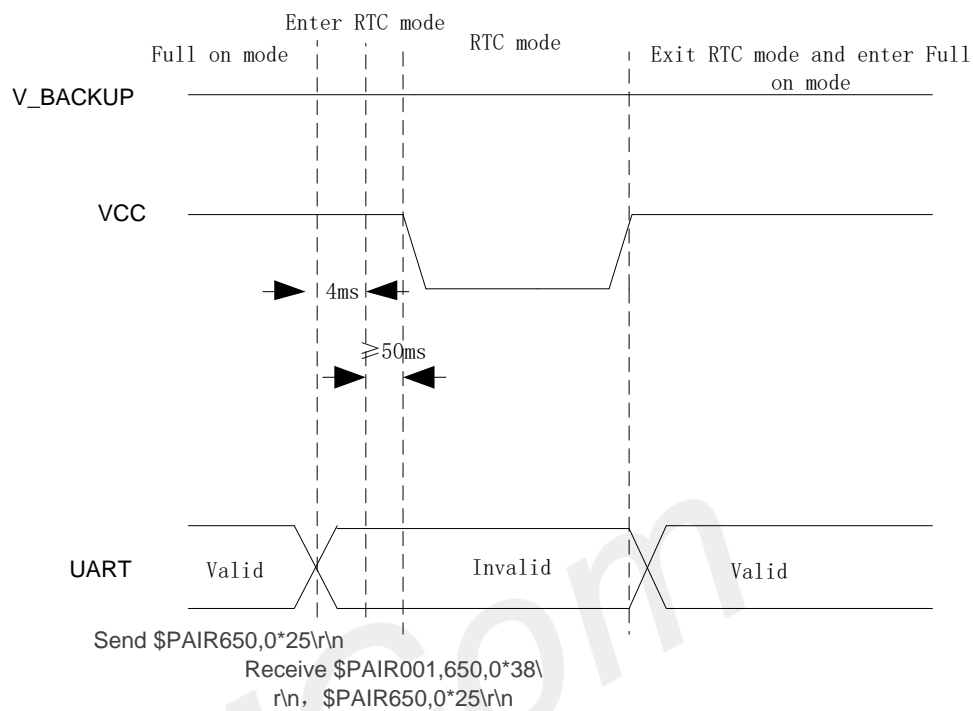 Enter RTC mode
Full on mode
RTC mode
Exit RTC mode and enter Full
on mode
V_BACKUP
VCC
4ms
≥50ms
UART
Valid
Invalid
Valid
Send $PAIR650,0*25\r\n
Receive $PAIR001,650,0*38\
r\n，$PAIR650,0*25\r\n